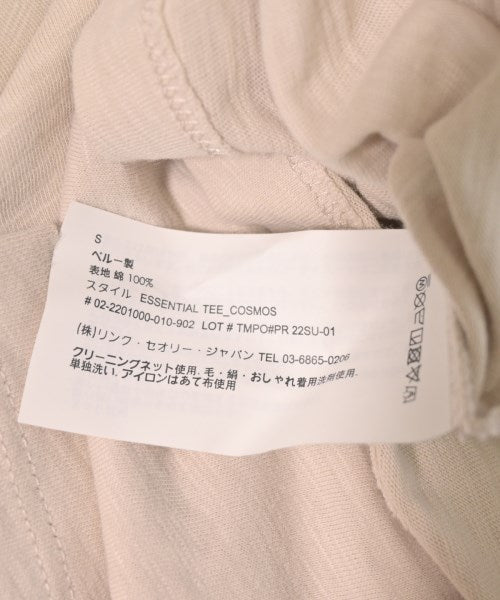 S
ペルー製
表地 綿 100%
スタイル ESSENTIAL TEE_COSMOS
# 02-2201000-010-902 LOT # TMPO#PR 22SU-01
(株)リンク・セオリー・ジャパン TEL 03-6865-0206
クリーニングネット使用. 毛・絹・おしゃれ着用洗剤使用.
単独洗い, アイロンはあて布使用